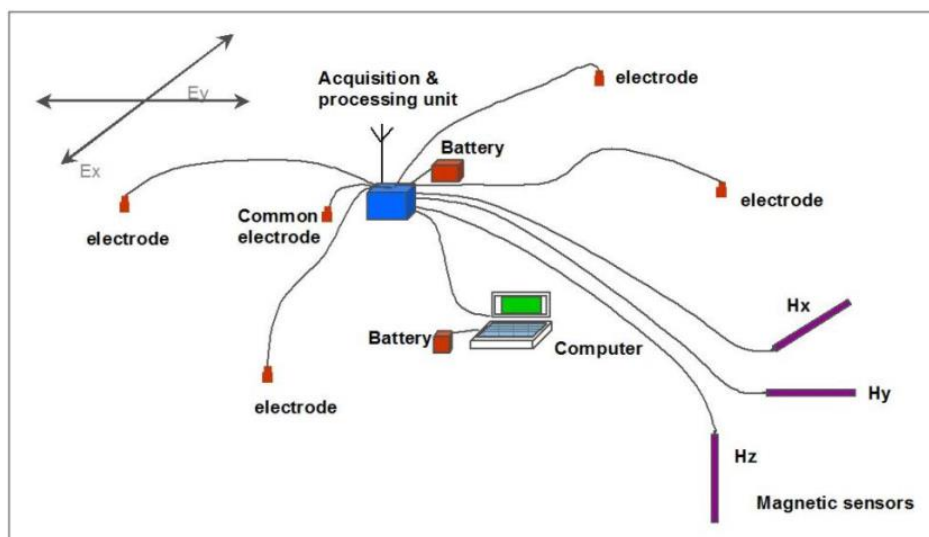 Ey
Ex
Acquisition &
processing unit
electrode
Battery
electrode
Common
electrode
electrode
Battery
Computer
electrode
Hx
Hy
Hz
Magnetic sensors